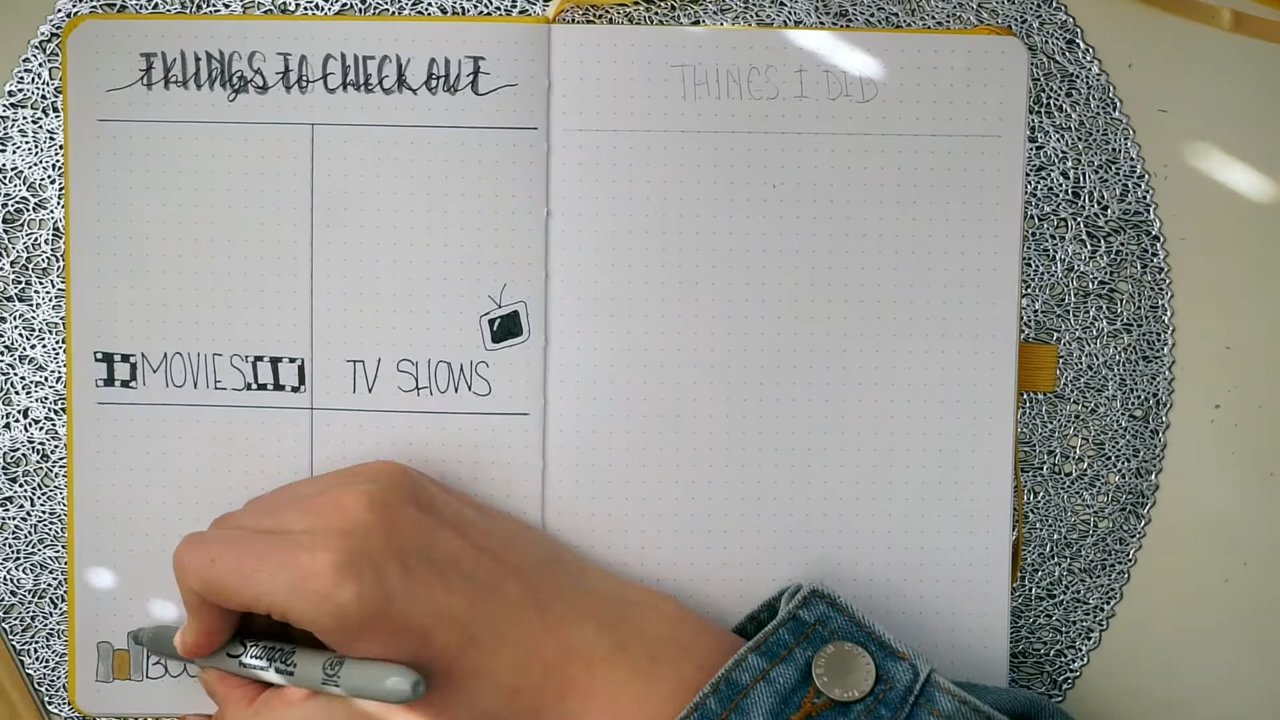 THINGS TO CHECK OUT
things to check out
THINGS I DID
MOVIES
TV SHOWS
Sharpie